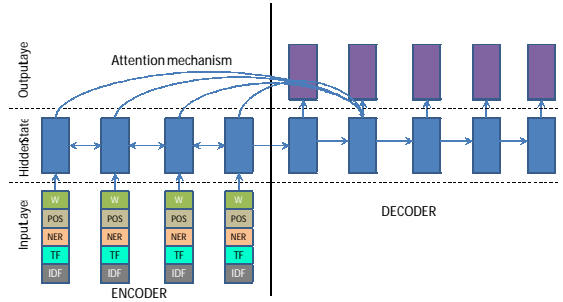 Attention mechanism
OutputLaye
HiddenState
InputLaye
W W W W
POS POS POS POS
NER NER NER NER
TF TF TF TF
IDF IDF IDF IDF
ENCODER
DECODER